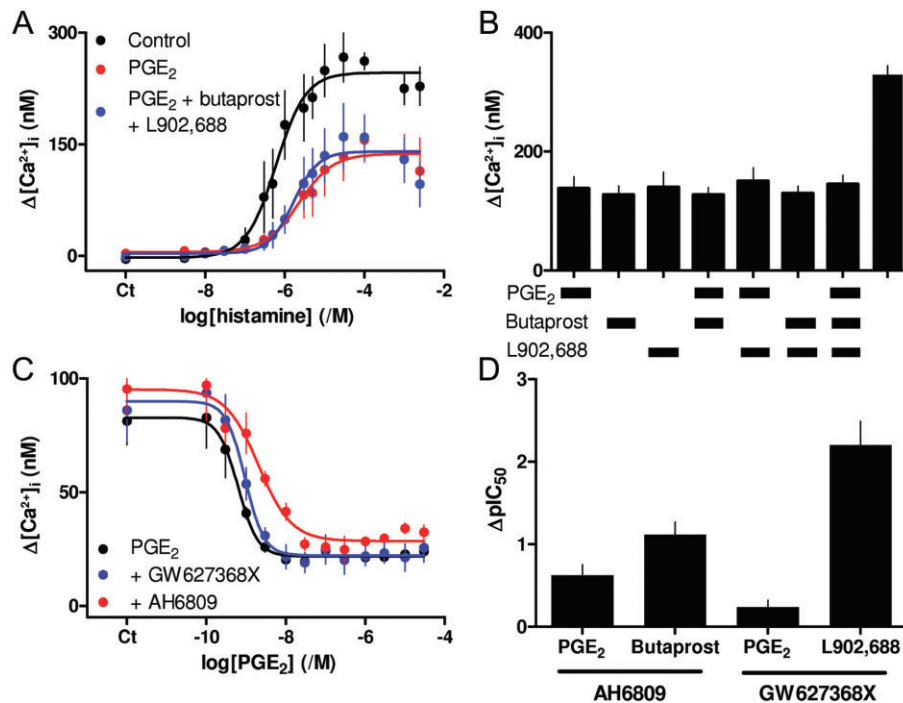 A
300
150
0
Δ[Ca²⁺]ᵢ (nM)
Control
PGE₂
PGE₂ + butaprost
+ L902,688
Ct
-8
-6
-4
-2
log[histamine] (/M)
B
400
200
0
Δ[Ca²⁺]ᵢ (nM)
PGE₂
Butaprost
L902,688
C
100
50
0
Δ[Ca²⁺]ᵢ (nM)
PGE₂
+ GW627368X
+ AH6809
Ct
-10
-8
-6
-4
log[PGE₂] (/M)
D
3
2
1
0
ΔpIC₅₀
PGE₂ Butaprost PGE₂ L902,688
AH6809 GW627368X